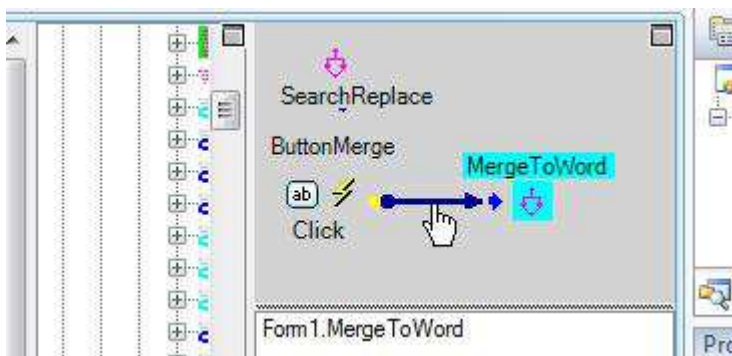 SearchReplace
ButtonMerge
MergeToWord
ab
Click
Form1.MergeToWord
Pro